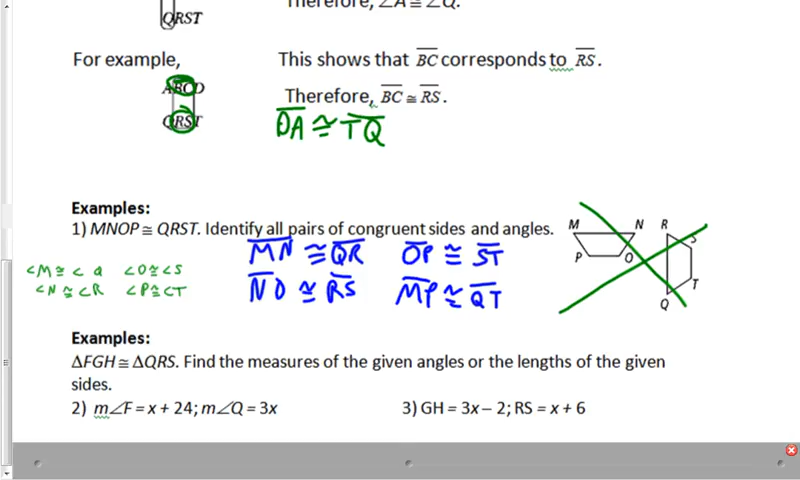 Therefore, ∠A ≅ ∠Q.
QRST
For example,
This shows that BC corresponds to RS.
ABCD
Therefore, BC ≅ RS.
QRST
DA ≅ TQ
Examples:
1) MNOP ≅ QRST. Identify all pairs of congruent sides and angles.
M N R S
P O T
Q
MN ≅ QR OP ≅ ST
∠M ≅ ∠Q ∠O ≅ ∠S
∠N ≅ ∠R ∠P ≅ ∠T
NO ≅ RS MP ≅ QT
Examples:
ΔFGH ≅ ΔQRS. Find the measures of the given angles or the lengths of the given
sides.
2) m∠F = x + 24; m∠Q = 3x
3) GH = 3x – 2; RS = x + 6